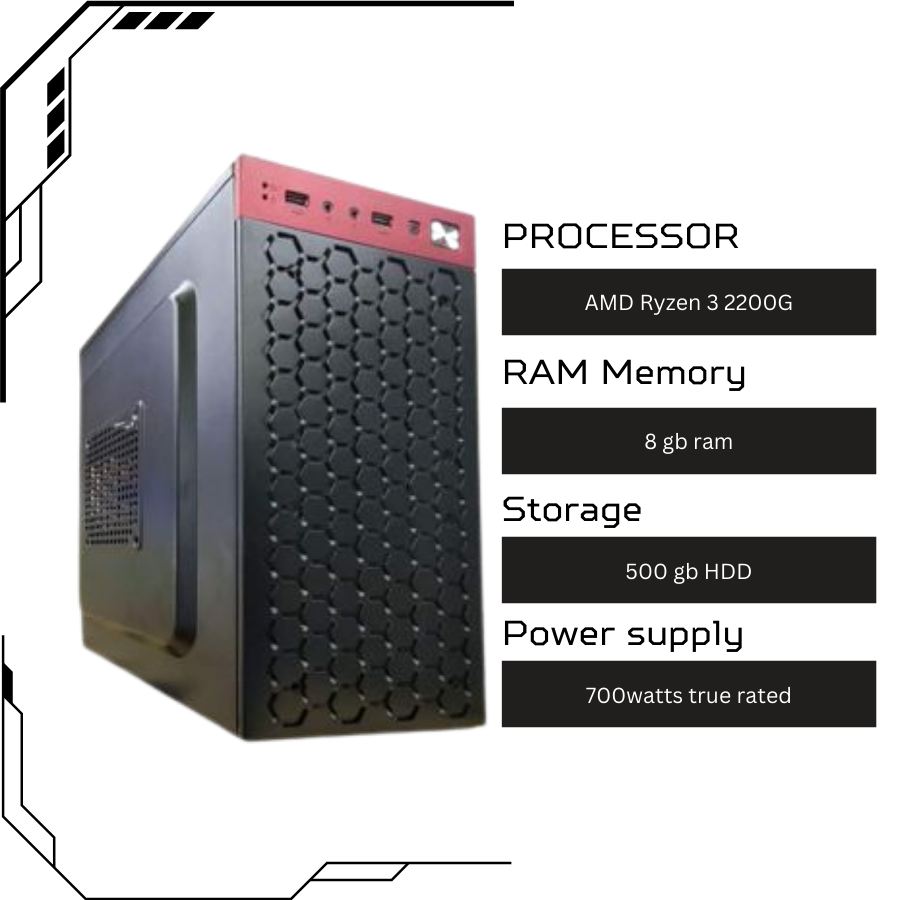 PROCESSOR
AMD Ryzen 3 2200G
RAM Memory
8 gb ram
Storage
500 gb HDD
Power supply
700watts true rated